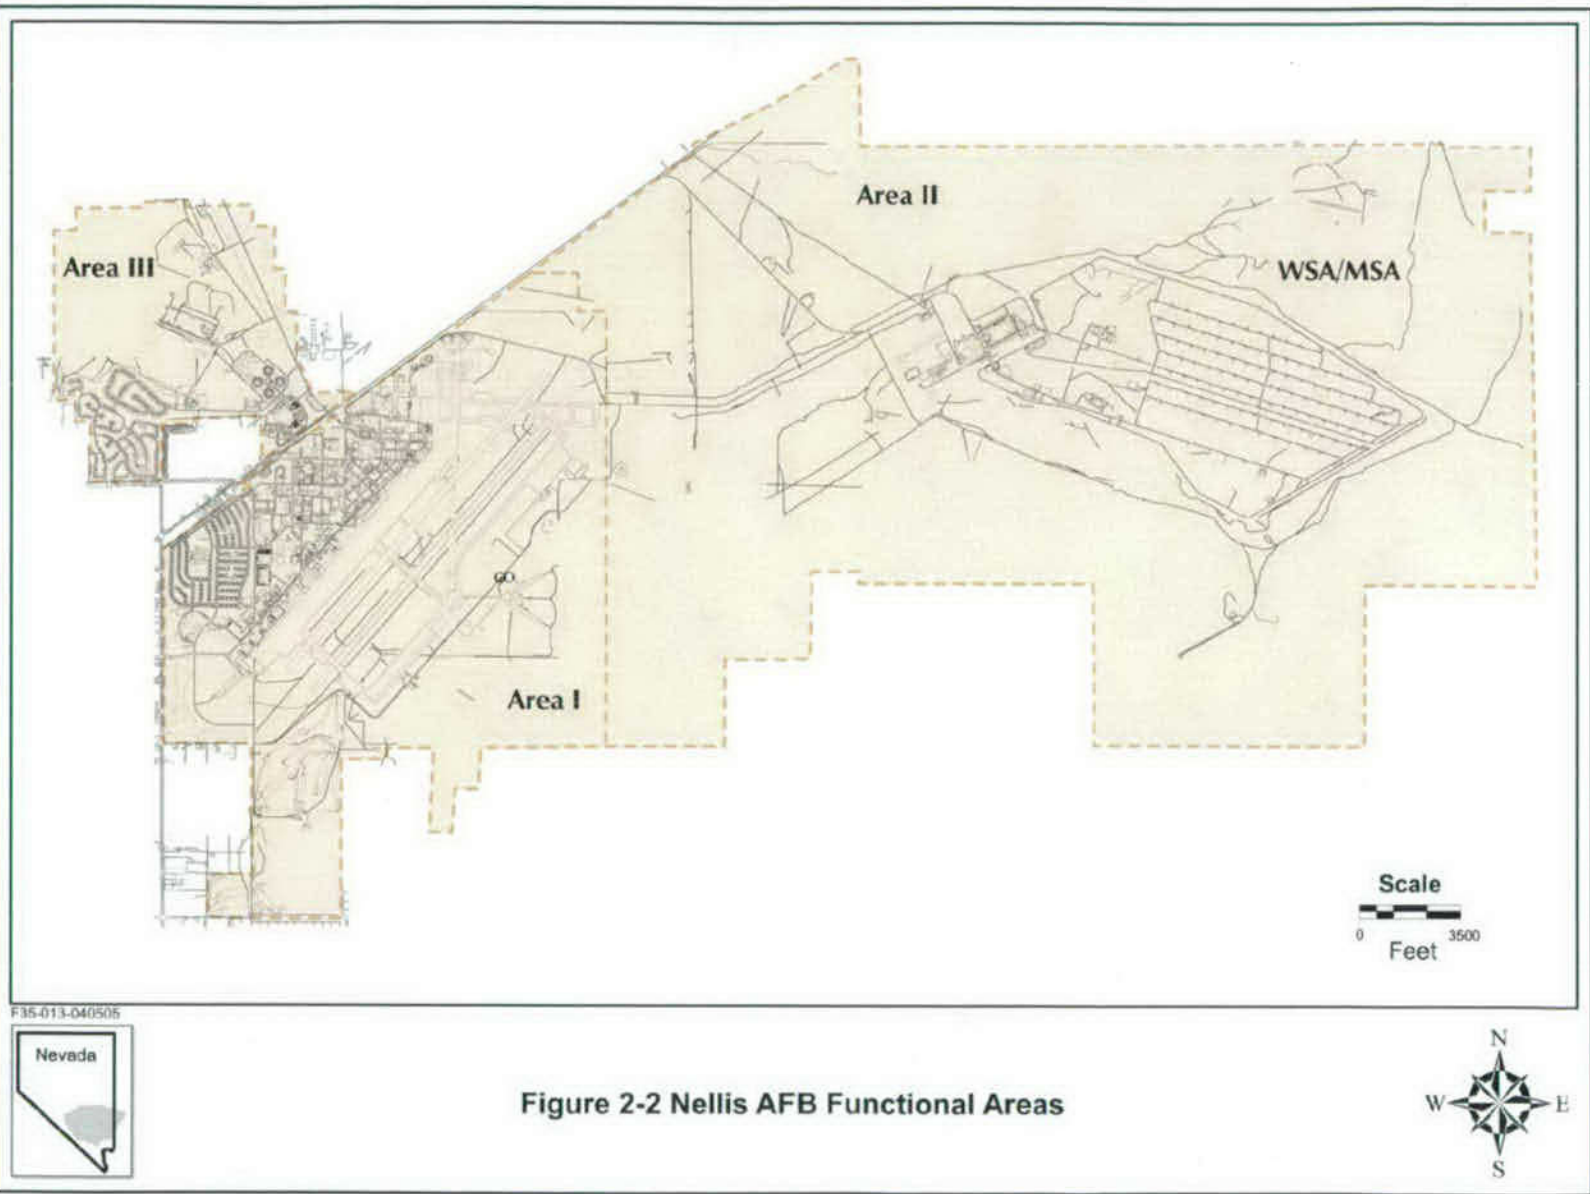 Area II
Area III
WSA/MSA
Area I
Scale
0 3500
Feet
F35-013-040505
Nevada
Figure 2-2 Nellis AFB Functional Areas
N
W E
S